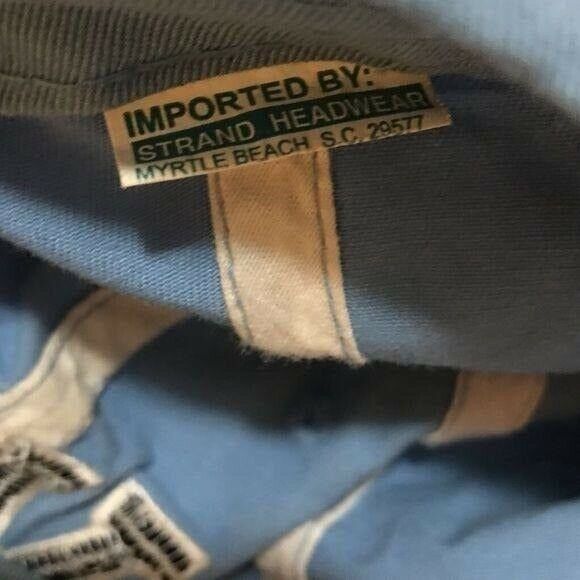 IMPORTED BY:
STRAND HEADWEAR
MYRTLE BEACH, S.C. 29577